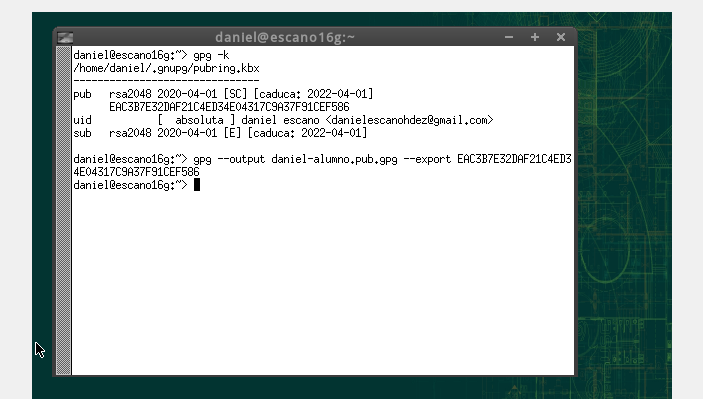 daniel@escano16g:~
daniel@escano16g:~> gpg -k
/home/daniel/.gnupg/pubring.kbx
-------------------------------
pub   rsa2048 2020-04-01 [SC] [caduca: 2022-04-01]
      EAC3B7E32DAF21C4ED34E04317C9A37F91CEF586
uid           [  absoluta ] daniel escano <danielescanohdez@gmail.com>
sub   rsa2048 2020-04-01 [E] [caduca: 2022-04-01]
daniel@escano16g:~> gpg --output daniel-alumno.pub.gpg --export EAC3B7E32DAF21C4ED3
4E04317C9A37F91CEF586
daniel@escano16g:~>